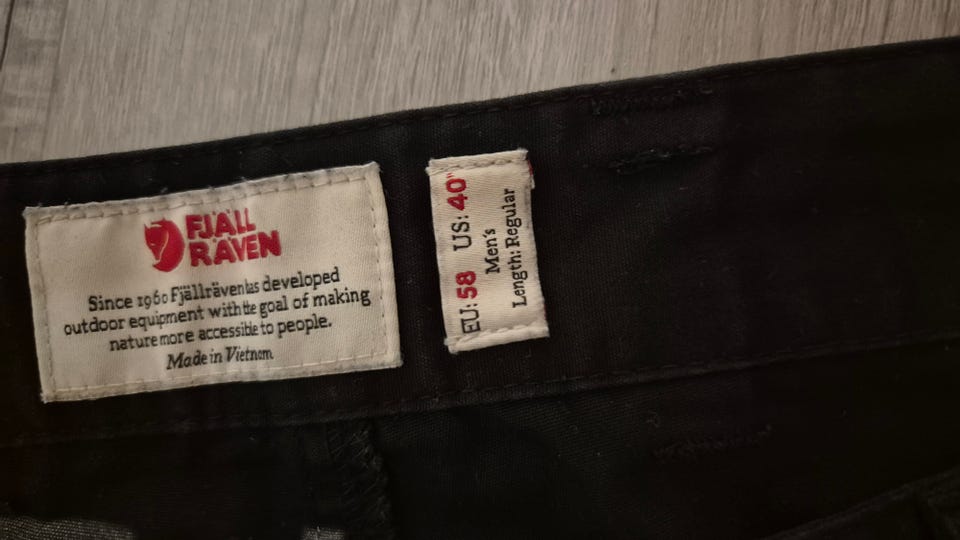 FJÄLL
RÄVEN
Since 1960 Fjällräven has developed
outdoor equipment with the goal of making
nature more accessible to people.
Made in Vietnam
EU: 58 US: 40"
Men's
Length: Regular